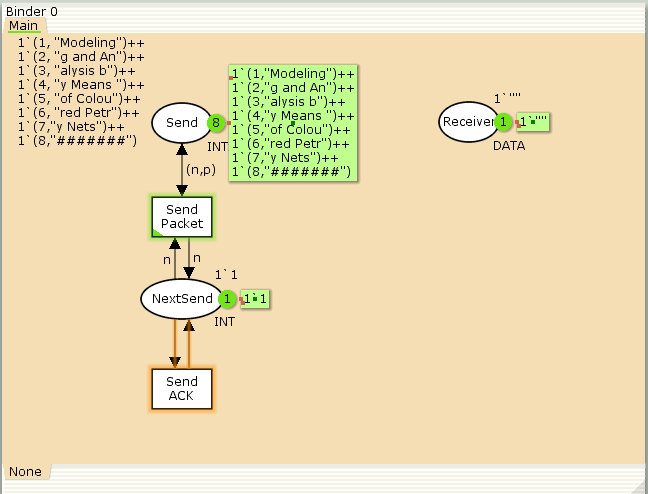 Binder 0
Main
1`(1, "Modeling")++
1`(2, "g and An")++
1`(3, "alysis b")++
1`(4, "y Means ")++
1`(5, "of Colou")++
1`(6, "red Petr")++
1`(7,"y Nets")++
1`(8,"#######")
Send
8
INT
1`(1,"Modeling")++
1`(2,"g and An")++
1`(3,"alysis b")++
1`(4,"y Means ")++
1`(5,"of Colou")++
1`(6,"red Petr")++
1`(7,"y Nets")++
1`(8,"#######")
1`""
Receiver
1
1`""
DATA
(n,p)
Send
Packet
n
n
1`1
NextSend
1
1`1
INT
Send
ACK
None